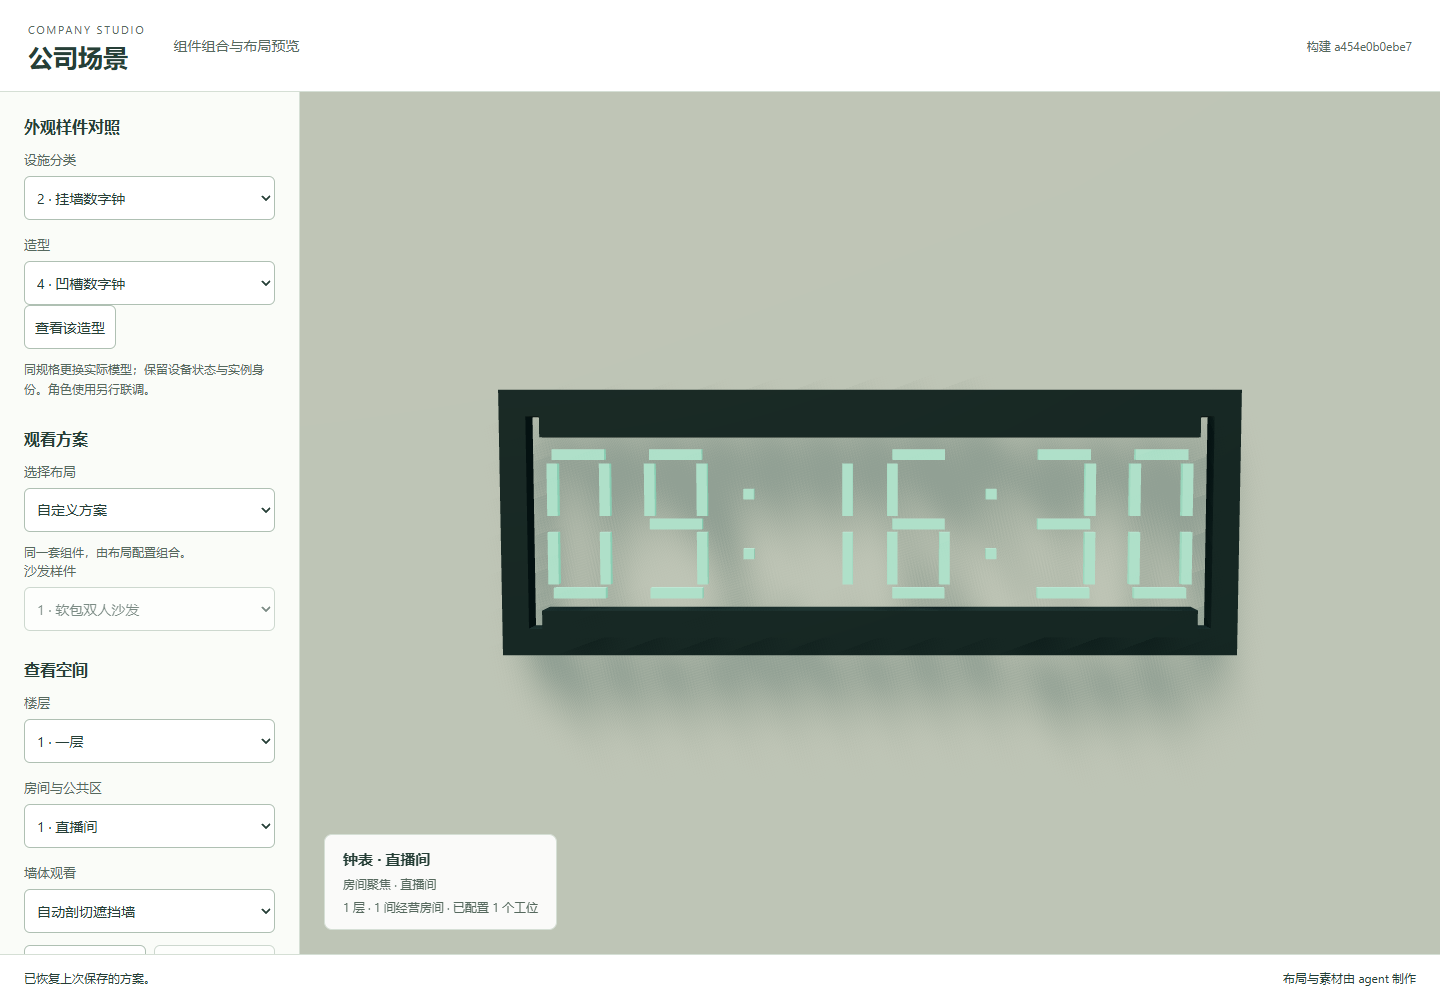 COMPANY STUDIO
公司场景
组件组合与布局预览
构建 a454e0b0ebe7
外观样件对照
设施分类
2 · 挂墙数字钟
造型
4 · 凹槽数字钟
查看该造型
同规格更换实际模型；保留设备状态与实例身
份。角色使用另行联调。
观看方案
选择布局
自定义方案
同一套组件，由布局配置组合。
沙发样件
1 · 软包双人沙发
查看空间
楼层
1 · 一层
房间与公共区
1 · 直播间
墙体观看
自动剖切遮挡墙
09:16:30
钟表 · 直播间
房间聚焦 · 直播间
1 层 · 1 间经营房间 · 已配置 1 个工位
已恢复上次保存的方案。
布局与素材由 agent 制作